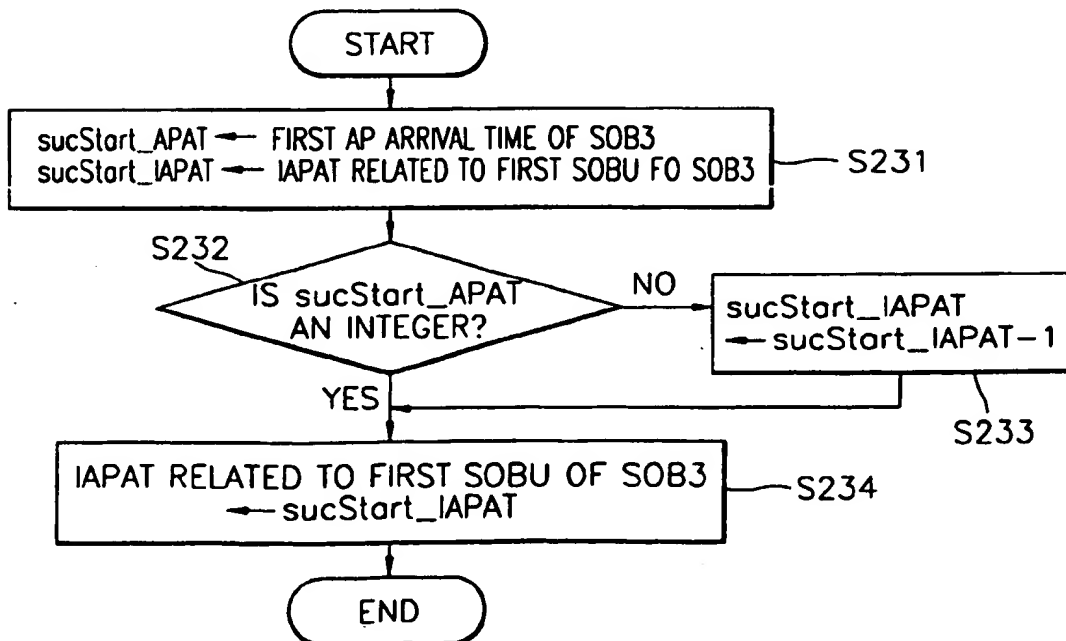 START
sucStart_APAT ← FIRST AP ARRIVAL TIME OF SOB3
sucStart_IAPAT ← IAPAT RELATED TO FIRST SOBU FO SOB3
S231
S232
IS sucStart_APAT
AN INTEGER?
NO
sucStart_IAPAT
← sucStart_IAPAT-1
S233
YES
IAPAT RELATED TO FIRST SOBU OF SOB3
← sucStart_IAPAT
S234
END